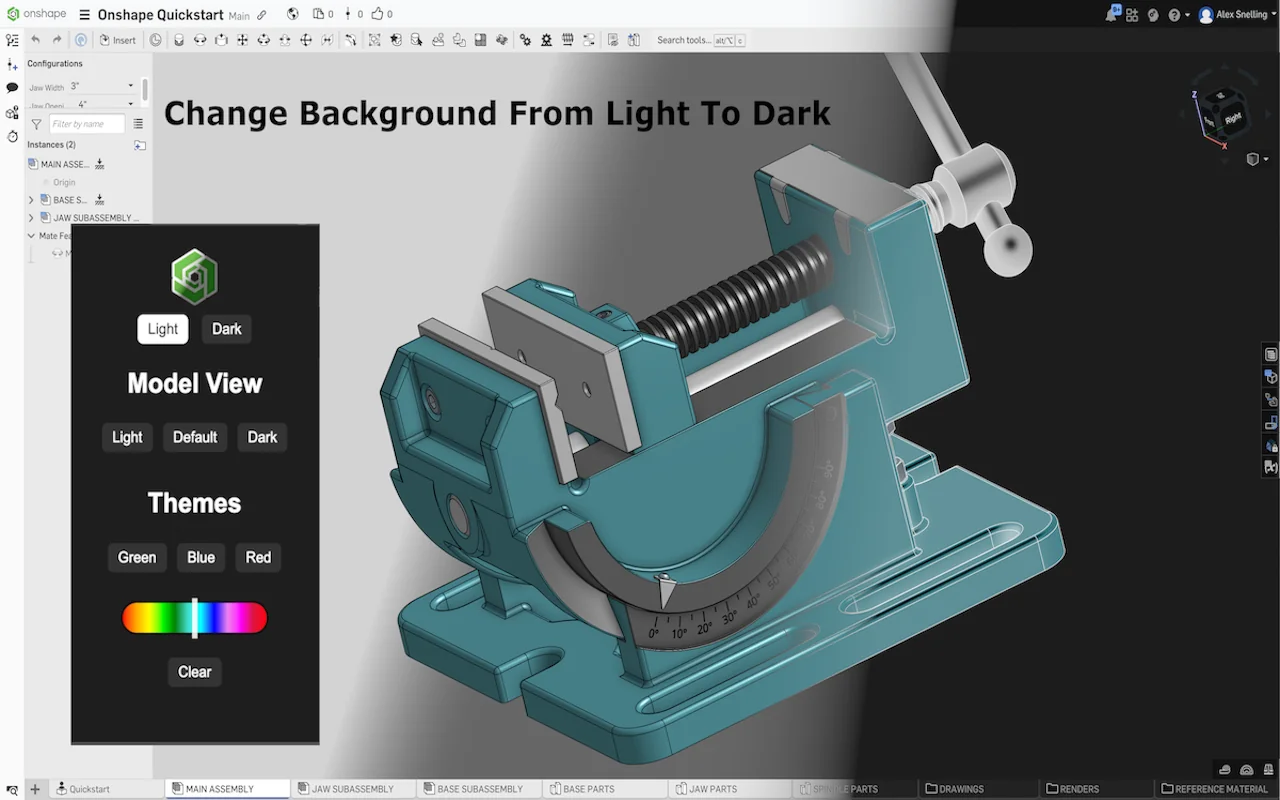 onshape Onshape Quickstart Main 0 0 0 Alex Snelling
Insert Search tools... alt/⌥ c
Configurations
Jaw Width 3"
Jaw Openi... 4"
Filter by name
Instances (2)
MAIN ASSE...
Origin
BASE S...
JAW SUBASSEMBLY ...
Mate Fea
M
Change Background From Light To Dark
Z
Front Right
X
Light Dark
Model View
Light Default Dark
Themes
Green Blue Red
Clear
0° 10° 20° 30° 40° 50° 60° 90°
Quickstart MAIN ASSEMBLY JAW SUBASSEMBLY BASE SUBASSEMBLY BASE PARTS JAW PARTS SPINDLE PARTS DRAWINGS RENDERS REFERENCE MATERIAL